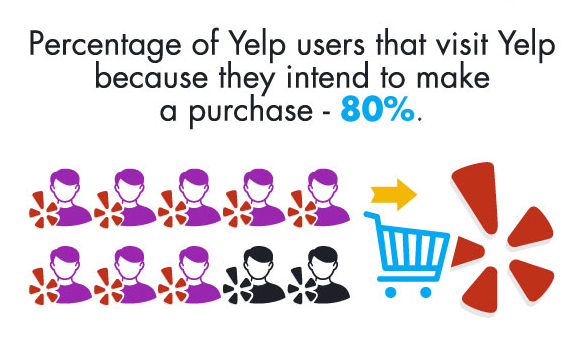 Percentage of Yelp users that visit Yelp
because they intend to make
a purchase - 80%.